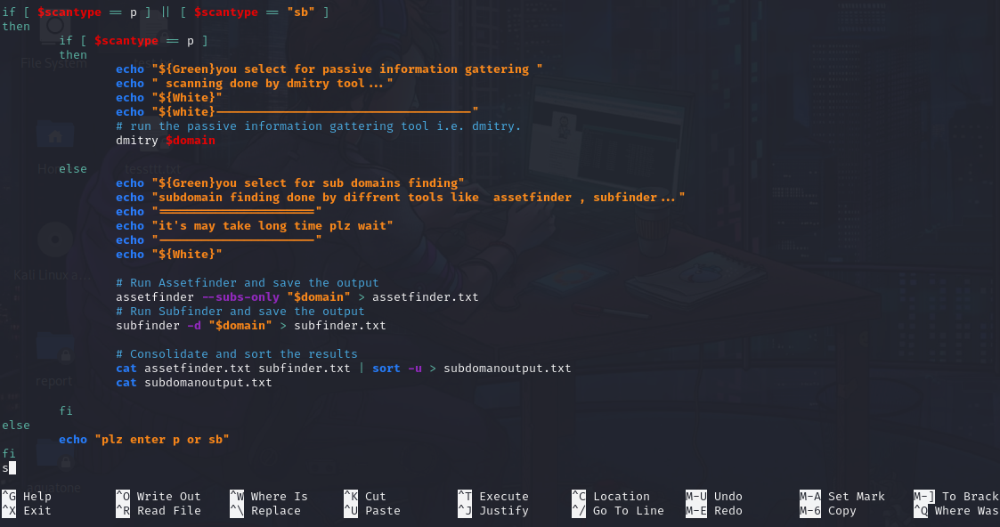 if [ $scantype == p ] || [ $scantype == "sb" ]
then
if [ $scantype == p ]
then
echo "${Green}you select for passive information gattering "
echo " scanning done by dmitry tool..."
echo "${White}"
echo "${white}------------------------------------"
# run the passive information gattering tool i.e. dmitry.
dmitry $domain
else
echo "${Green}you select for sub domains finding"
echo "subdomain finding done by diffrent tools like  assetfinder , subfinder..."
echo "======================"
echo "it's may take long time plz wait"
echo "----------------------"
echo "${White}"
# Run Assetfinder and save the output
assetfinder --subs-only "$domain" > assetfinder.txt
# Run Subfinder and save the output
subfinder -d "$domain" > subfinder.txt
# Consolidate and sort the results
cat assetfinder.txt subfinder.txt | sort -u > subdomanoutput.txt
cat subdomanoutput.txt
fi
else
echo "plz enter p or sb"
fi
s
^G Help ^O Write Out ^W Where Is ^K Cut ^T Execute ^C Location M-U Undo M-A Set Mark M-] To Brack
^X Exit ^R Read File ^\ Replace ^U Paste ^J Justify ^/ Go To Line M-E Redo M-6 Copy ^Q Where Was
File System
tessttt.txt
Kali Linux a...
report